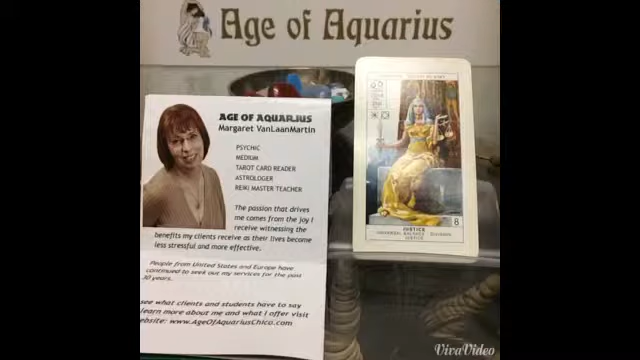 Age of Aquarius
AGE OF AQUARIUS
Margaret VanLaanMartin
PSYCHIC
MEDIUM
TAROT CARD READER
ASTROLOGER
REIKI MASTER TEACHER
The passion that drives
me comes from the joy I
receive witnessing the
benefits my clients receive as their lives become
less stressful and more effective.
People from United States and Europe have
continued to seek out my services for the past
30 years.
see what clients and students have to say
learn more about me and what I offer visit
ebsite: www.AgeOfAquariusChico.com
8
JUSTICE
JUSTICE
VivaVideo